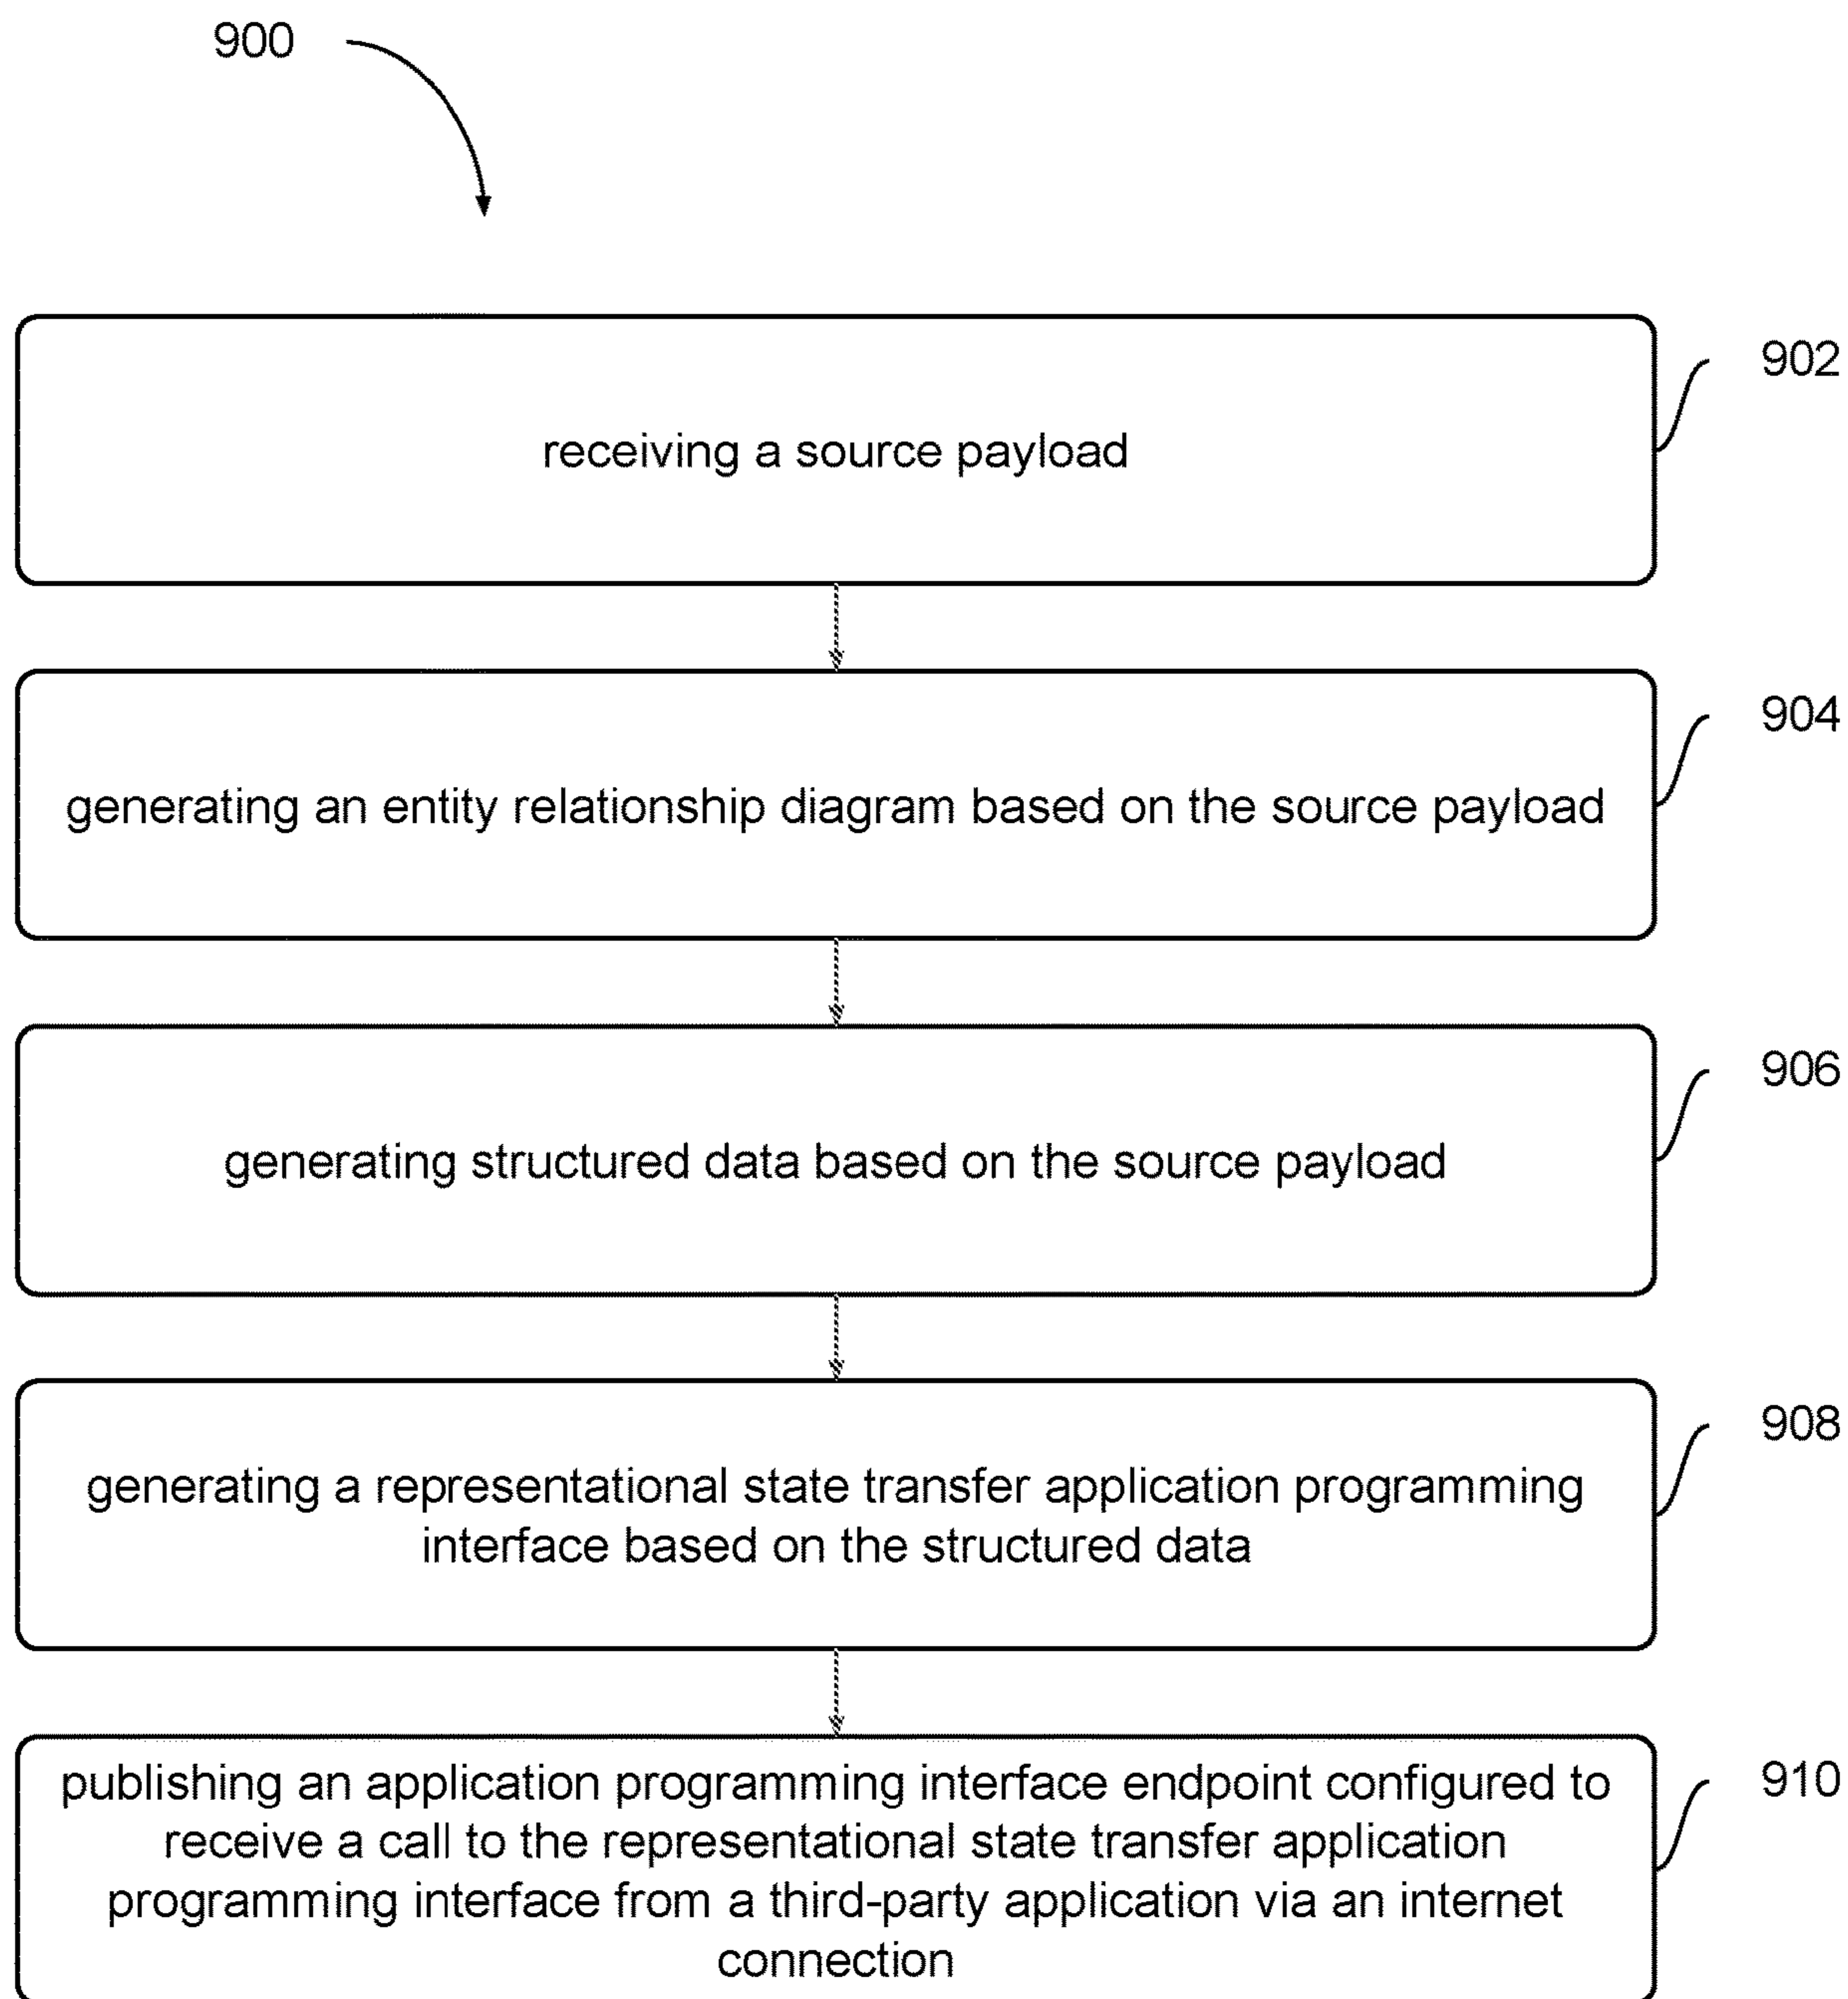 900
902
receiving a source payload
904
generating an entity relationship diagram based on the source payload
906
generating structured data based on the source payload
908
generating a representational state transfer application programming
interface based on the structured data
910
publishing an application programming interface endpoint configured to
receive a call to the representational state transfer application
programming interface from a third-party application via an internet
connection